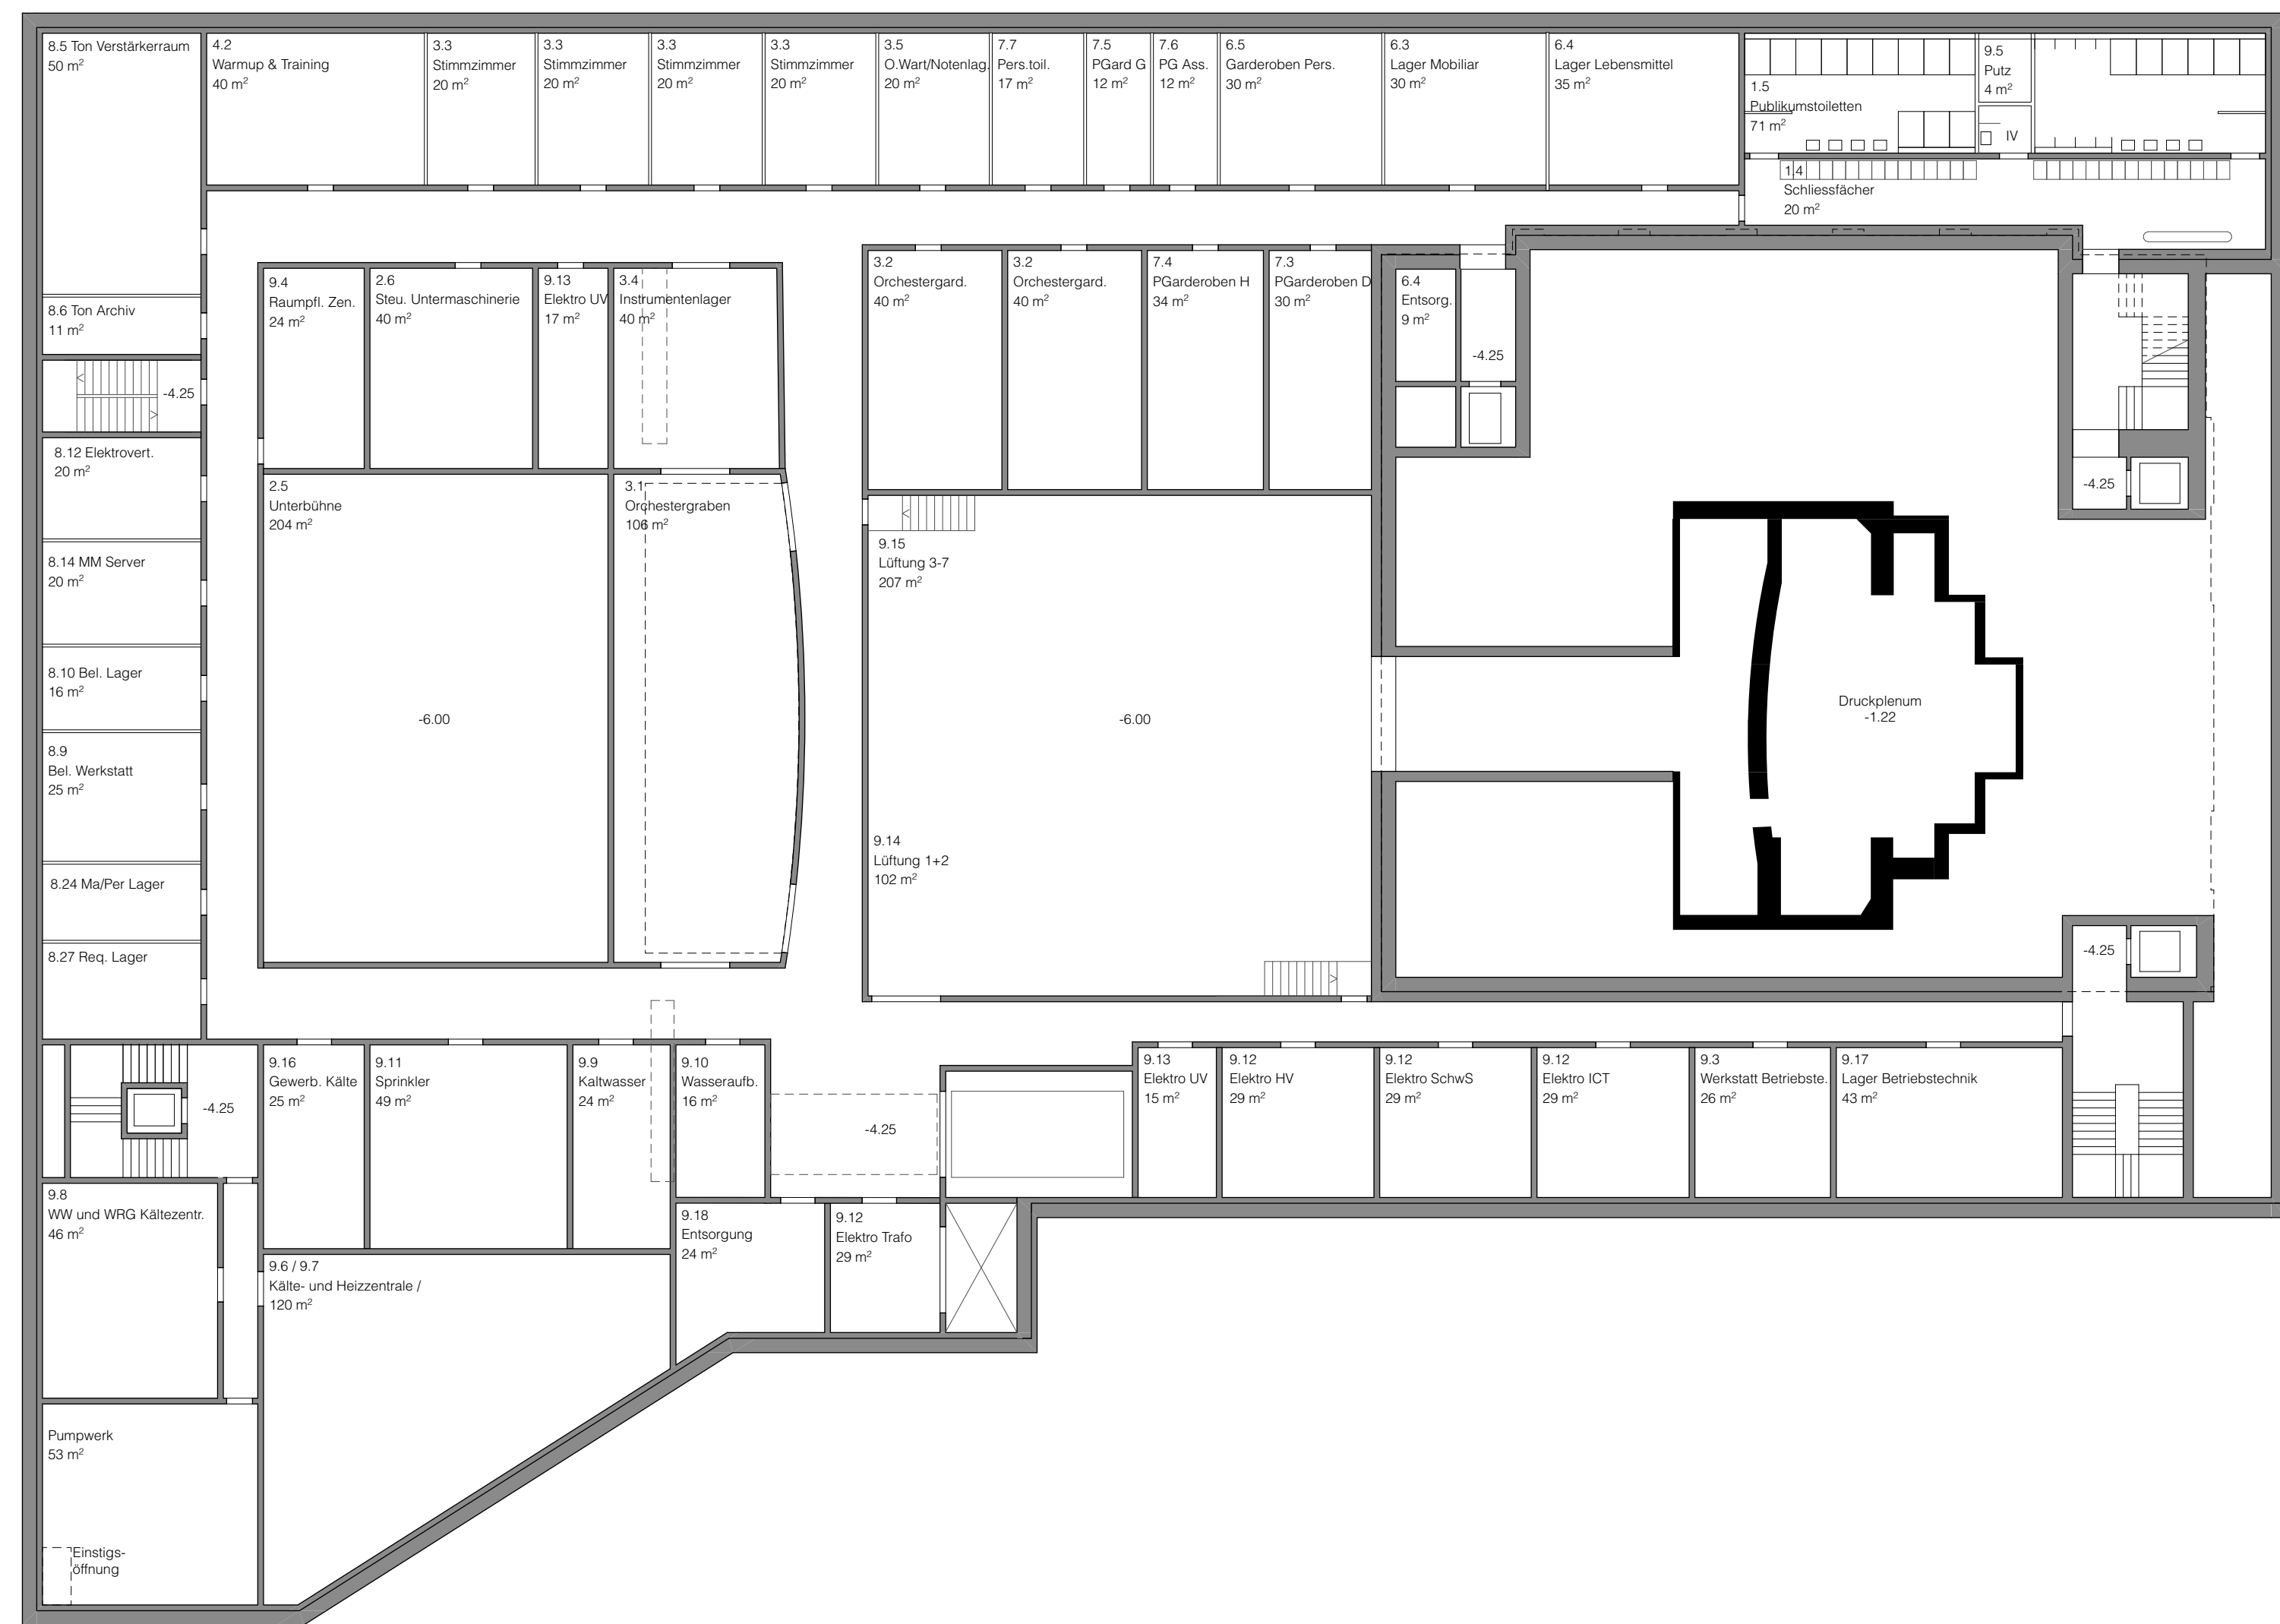 8.5 Ton Verstärkerraum
50 m²
4.2
Warmup & Training
40 m²
3.3
Stimmzimmer
20 m²
3.3
Stimmzimmer
20 m²
3.3
Stimmzimmer
20 m²
3.3
Stimmzimmer
20 m²
3.5
O.Wart/Notenlag.
20 m²
7.7
Pers.toil.
17 m²
7.5
PGard G
12 m²
7.6
PG Ass.
12 m²
6.5
Garderoben Pers.
30 m²
6.3
Lager Mobiliar
30 m²
6.4
Lager Lebensmittel
35 m²
1.5
Publikumstoiletten
71 m²
9.5
Putz
4 m²
IV
1.4
Schliessfächer
20 m²
8.6 Ton Archiv
11 m²
-4.25
9.4
Raumpfl. Zen.
24 m²
2.6
Steu. Untermaschinerie
40 m²
9.13
Elektro UV
17 m²
3.4
Instrumentenlager
40 m²
3.2
Orchestergard.
40 m²
3.2
Orchestergard.
40 m²
7.4
PGarderoben H
34 m²
7.3
PGarderoben D
30 m²
6.4
Entsorg.
9 m²
-4.25
-4.25
8.12 Elektrovert.
20 m²
8.14 MM Server
20 m²
8.10 Bel. Lager
16 m²
8.9
Bel. Werkstatt
25 m²
8.24 Ma/Per Lager
8.27 Req. Lager
2.5
Unterbühne
204 m²
-6.00
3.1
Orchestergraben
106 m²
9.15
Lüftung 3-7
207 m²
-6.00
9.14
Lüftung 1+2
102 m²
Druckplenum
-1.22
-4.25
-4.25
9.16
Gewerb. Kälte
25 m²
9.11
Sprinkler
49 m²
9.9
Kaltwasser
24 m²
9.10
Wasseraufb.
16 m²
-4.25
9.13
Elektro UV
15 m²
9.12
Elektro HV
29 m²
9.12
Elektro SchwS
29 m²
9.12
Elektro ICT
29 m²
9.3
Werkstatt Betriebste.
26 m²
9.17
Lager Betriebstechnik
43 m²
9.8
WW und WRG Kältezentr.
46 m²
9.6 / 9.7
Kälte- und Heizzentrale /
120 m²
9.18
Entsorgung
24 m²
9.12
Elektro Trafo
29 m²
Pumpwerk
53 m²
Einstigs-
öffnung